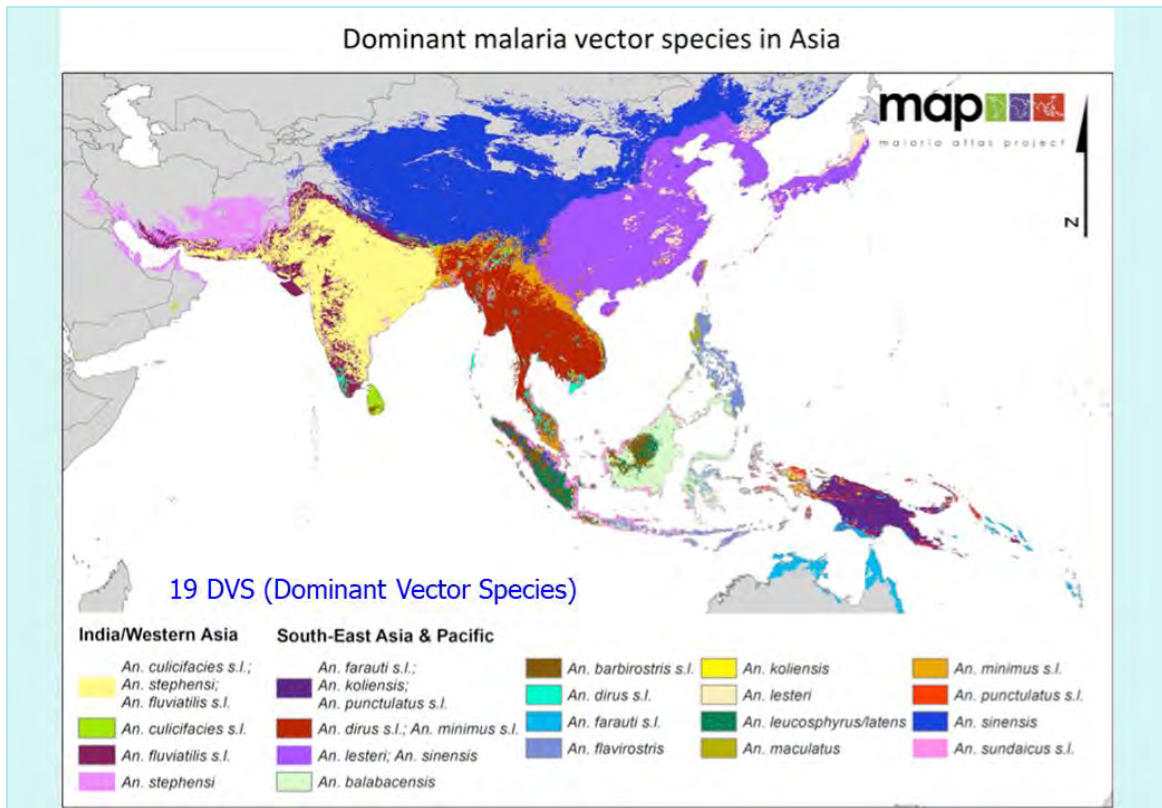 Dominant malaria vector species in Asia
map
malaria atlas project
N
19 DVS (Dominant Vector Species)
India/Western Asia
An. culicifacies s.l.;
An. stephensi;
An. fluviatilis s.l.
An. culicifacies s.l.
An. fluviatilis s.l.
An. stephensi
South-East Asia & Pacific
An. farauti s.l.;
An. koliensis;
An. punctulatus s.l.
An. dirus s.l.; An. minimus s.l.
An. lesteri; An. sinensis
An. balabacensis
An. barbirostris s.l.
An. dirus s.l.
An. farauti s.l.
An. flavirostris
An. koliensis
An. lesteri
An. leucosphyrus/latens
An. maculatus
An. minimus s.l.
An. punctulatus s.l.
An. sinensis
An. sundaicus s.l.